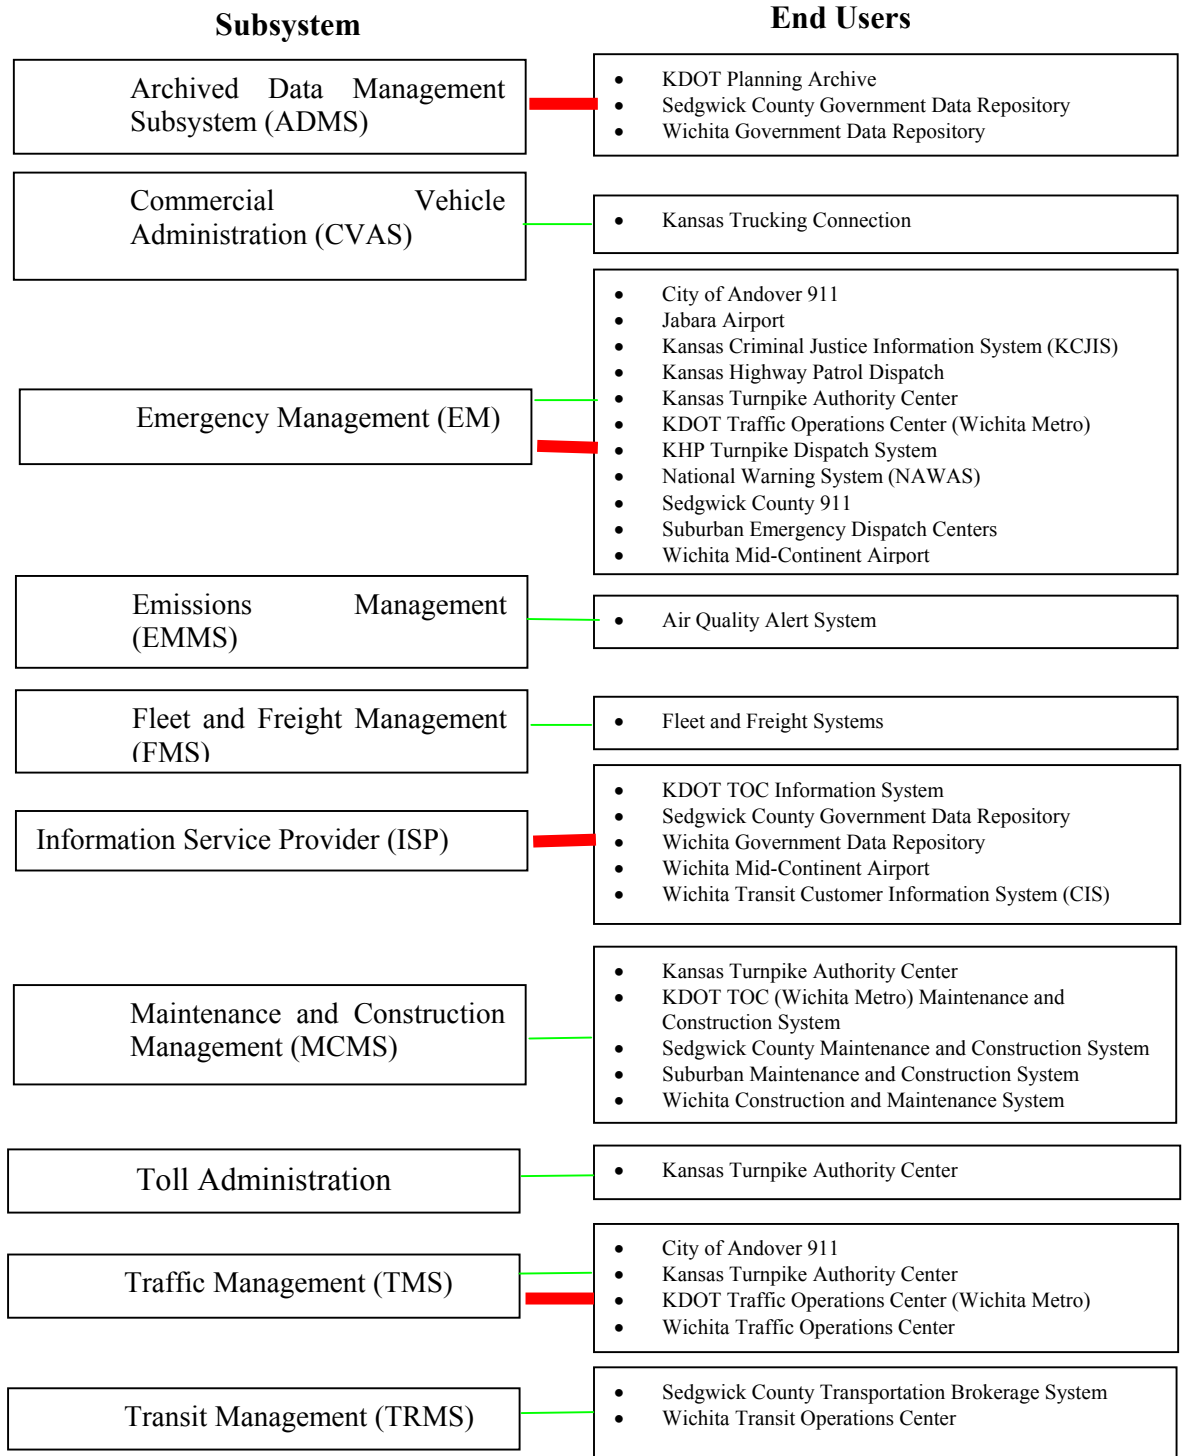 Subsystem
End Users
Archived Data Management
Subsystem (ADMS)
• KDOT Planning Archive
• Sedgwick County Government Data Repository
• Wichita Government Data Repository
Commercial Vehicle
Administration (CVAS)
• Kansas Trucking Connection
Emergency Management (EM)
• City of Andover 911
• Jabara Airport
• Kansas Criminal Justice Information System (KCJIS)
• Kansas Highway Patrol Dispatch
• Kansas Turnpike Authority Center
• KDOT Traffic Operations Center (Wichita Metro)
• KHP Turnpike Dispatch System
• National Warning System (NAWAS)
• Sedgwick County 911
• Suburban Emergency Dispatch Centers
• Wichita Mid-Continent Airport
Emissions Management
(EMMS)
• Air Quality Alert System
Fleet and Freight Management
(FMS)
• Fleet and Freight Systems
Information Service Provider (ISP)
• KDOT TOC Information System
• Sedgwick County Government Data Repository
• Wichita Government Data Repository
• Wichita Mid-Continent Airport
• Wichita Transit Customer Information System (CIS)
Maintenance and Construction
Management (MCMS)
• Kansas Turnpike Authority Center
• KDOT TOC (Wichita Metro) Maintenance and
Construction System
• Sedgwick County Maintenance and Construction System
• Suburban Maintenance and Construction System
• Wichita Construction and Maintenance System
Toll Administration
• Kansas Turnpike Authority Center
Traffic Management (TMS)
• City of Andover 911
• Kansas Turnpike Authority Center
• KDOT Traffic Operations Center (Wichita Metro)
• Wichita Traffic Operations Center
Transit Management (TRMS)
• Sedgwick County Transportation Brokerage System
• Wichita Transit Operations Center